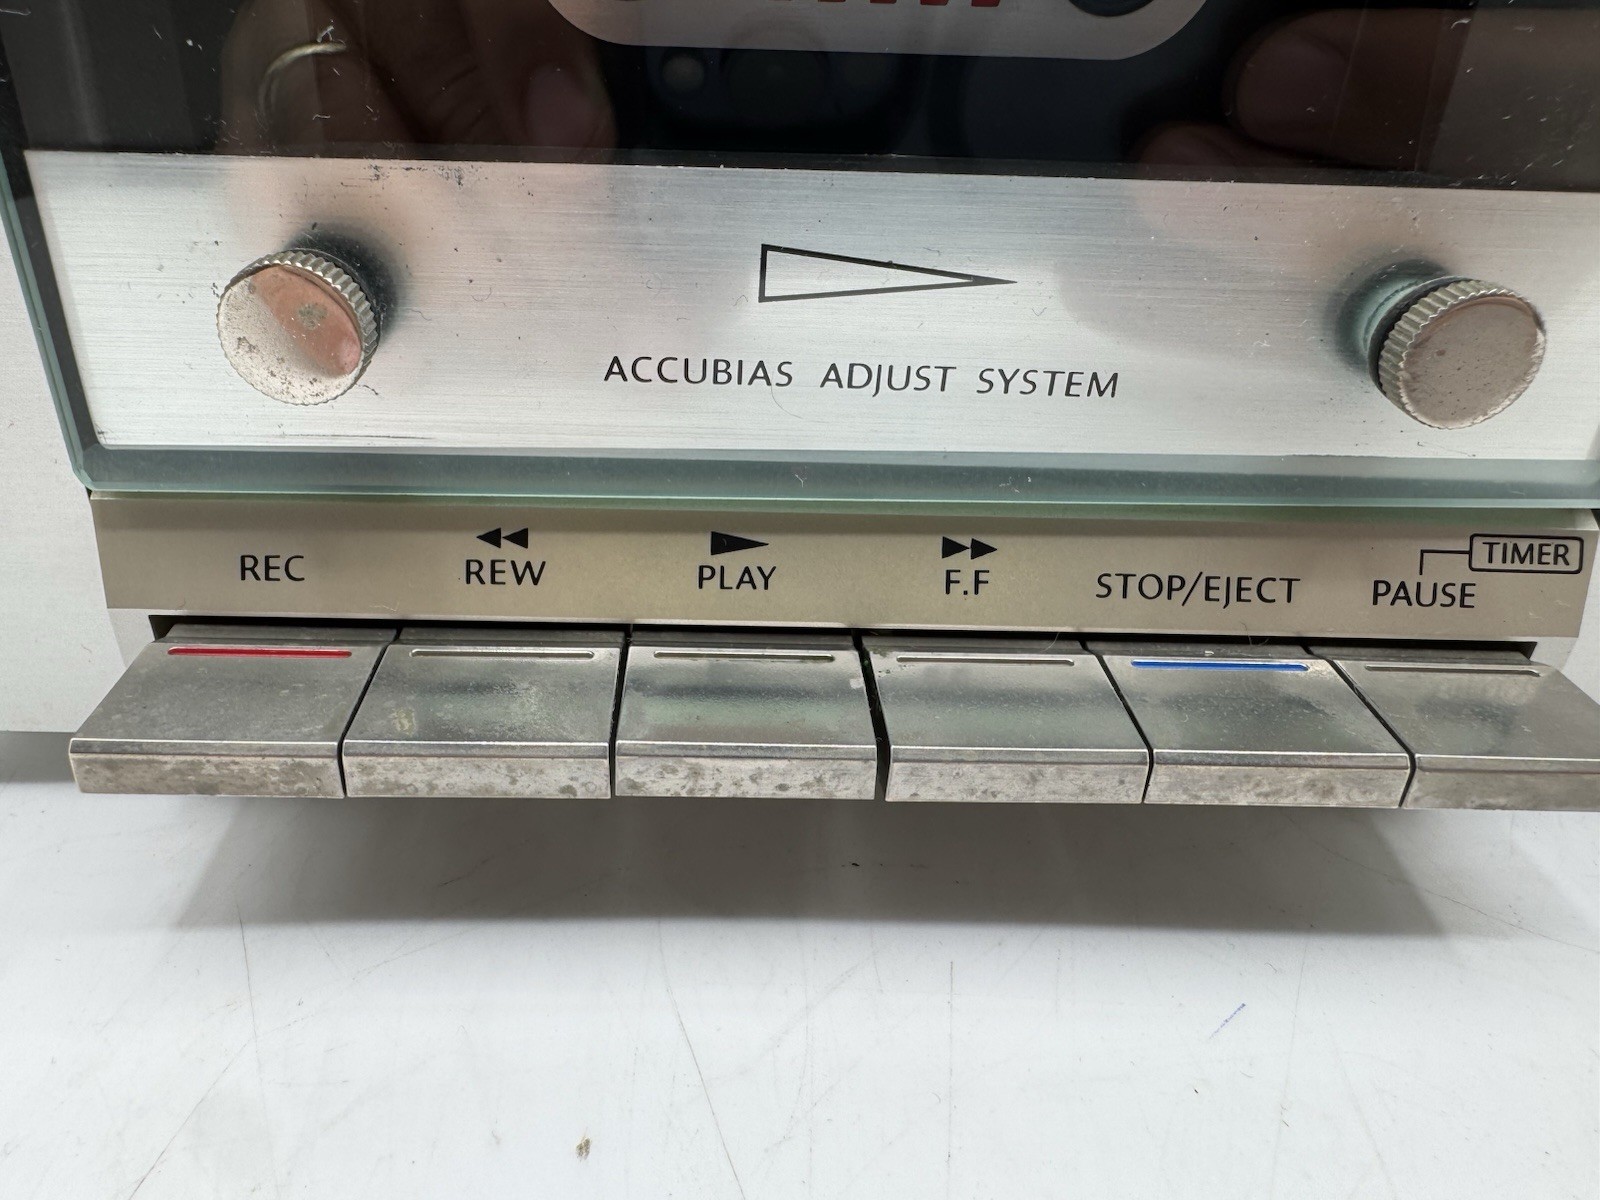 ACCUBIAS ADJUST SYSTEM
REC REW PLAY F.F STOP/EJECT PAUSE TIMER